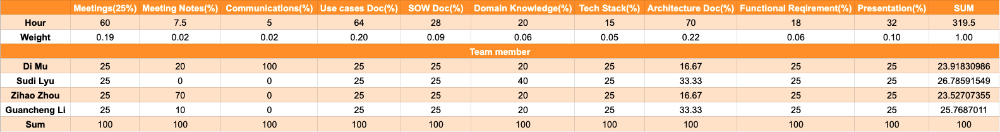 Meetings(25%) Meeting Notes(%) Communications(%) Use cases Doc(%) SOW Doc(%) Domain Knowledge(%) Tech Stack(%) Architecture Doc(%) Functional Reqirement(%) Presentation(%) SUM
Hour 60 7.5 5 64 28 20 15 70 18 32 319.5
Weight 0.19 0.02 0.02 0.20 0.09 0.06 0.05 0.22 0.06 0.10 1.00
Team member
Di Mu 25 20 100 25 25 20 25 16.67 25 25 23.91830986
Sudi Lyu 25 0 0 25 25 40 25 33.33 25 25 26.78591549
Zihao Zhou 25 70 0 25 25 20 25 16.67 25 25 23.52707355
Guancheng Li 25 10 0 25 25 20 25 33.33 25 25 25.7687011
Sum 100 100 100 100 100 100 100 100 100 100 100